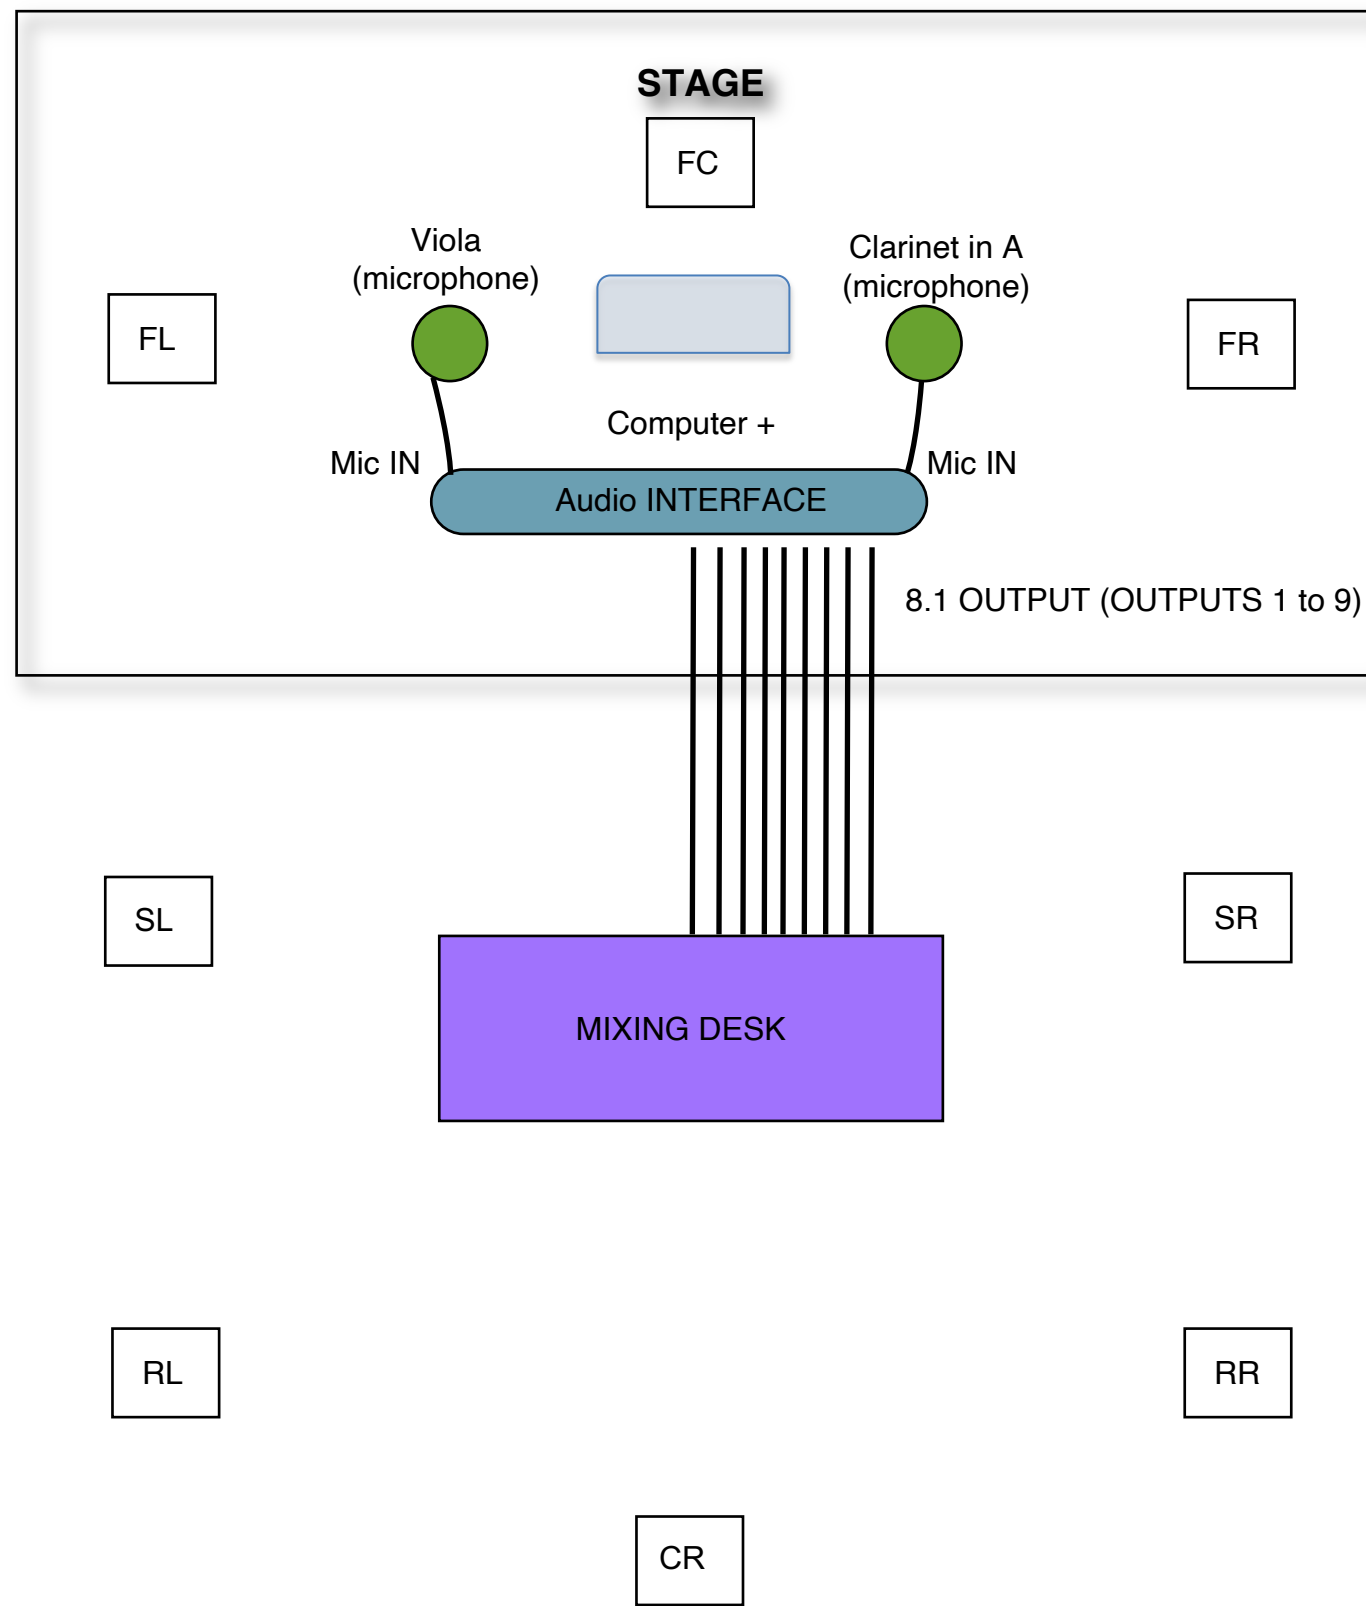 STAGE
FC
Viola
(microphone)
Clarinet in A
(microphone)
FL
FR
Computer +
Mic IN
Mic IN
Audio INTERFACE
8.1 OUTPUT (OUTPUTS 1 to 9)
SL
SR
MIXING DESK
RL
RR
CR